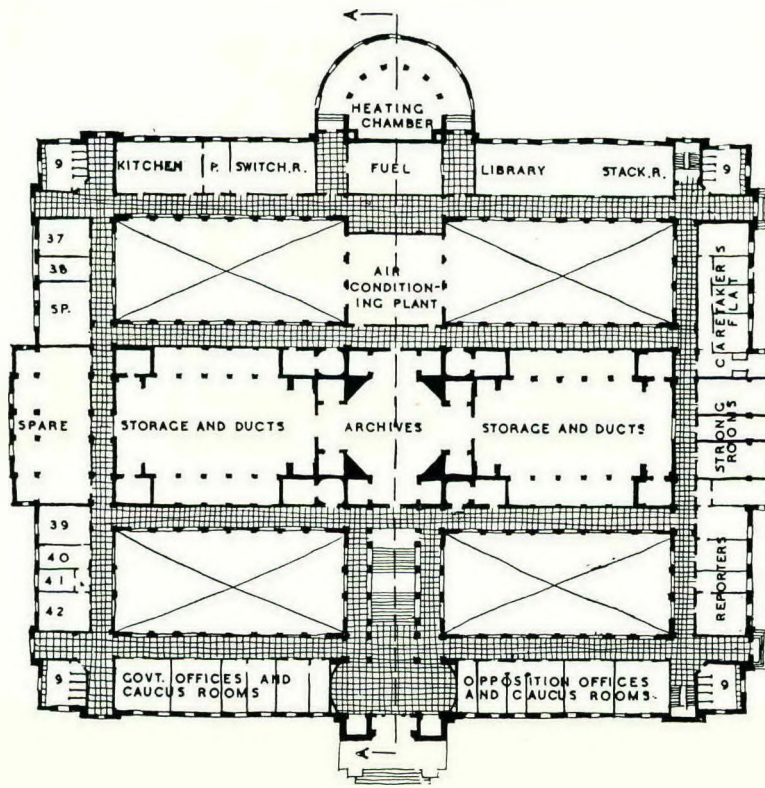 A
HEATING
CHAMBER
9
KITCHEN
P.
SWITCH.R.
FUEL
LIBRARY
STACK.R.
9
37
38
SP.
AIR
CONDITION-
ING PLANT
CARETAKER'S
FLAT
SPARE
STORAGE AND DUCTS
ARCHIVES
STORAGE AND DUCTS
STRONG
ROOMS
39
40
41
42
REPORTERS
9
GOVT. OFFICES AND
CAUCUS ROOMS
OPPOSITION OFFICES
AND CAUCUS ROOMS.
9
A